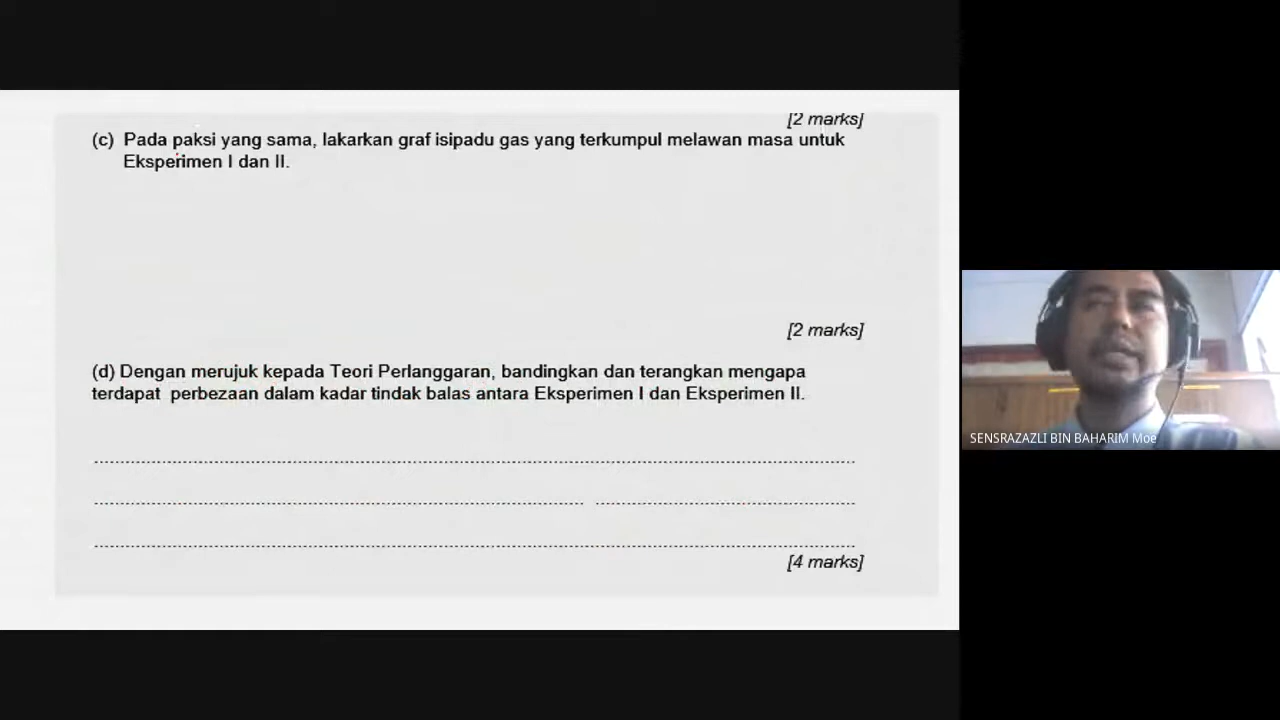 [2 marks]
(c) Pada paksi yang sama, lakarkan graf isipadu gas yang terkumpul melawan masa untuk
Eksperimen I dan II.
[2 marks]
(d) Dengan merujuk kepada Teori Perlanggaran, bandingkan dan terangkan mengapa
terdapat perbezaan dalam kadar tindak balas antara Eksperimen I dan Eksperimen II.
[4 marks]
SENSRAZAZLI BIN BAHARIM Moe